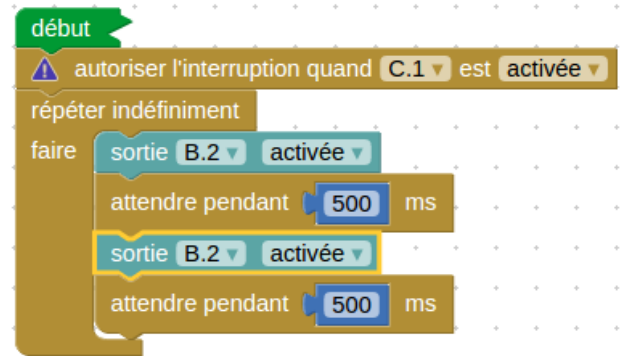 début
autoriser l'interruption quand C.1 est activée
répéter indéfiniment
faire sortie B.2 activée
attendre pendant 500 ms
sortie B.2 activée
attendre pendant 500 ms